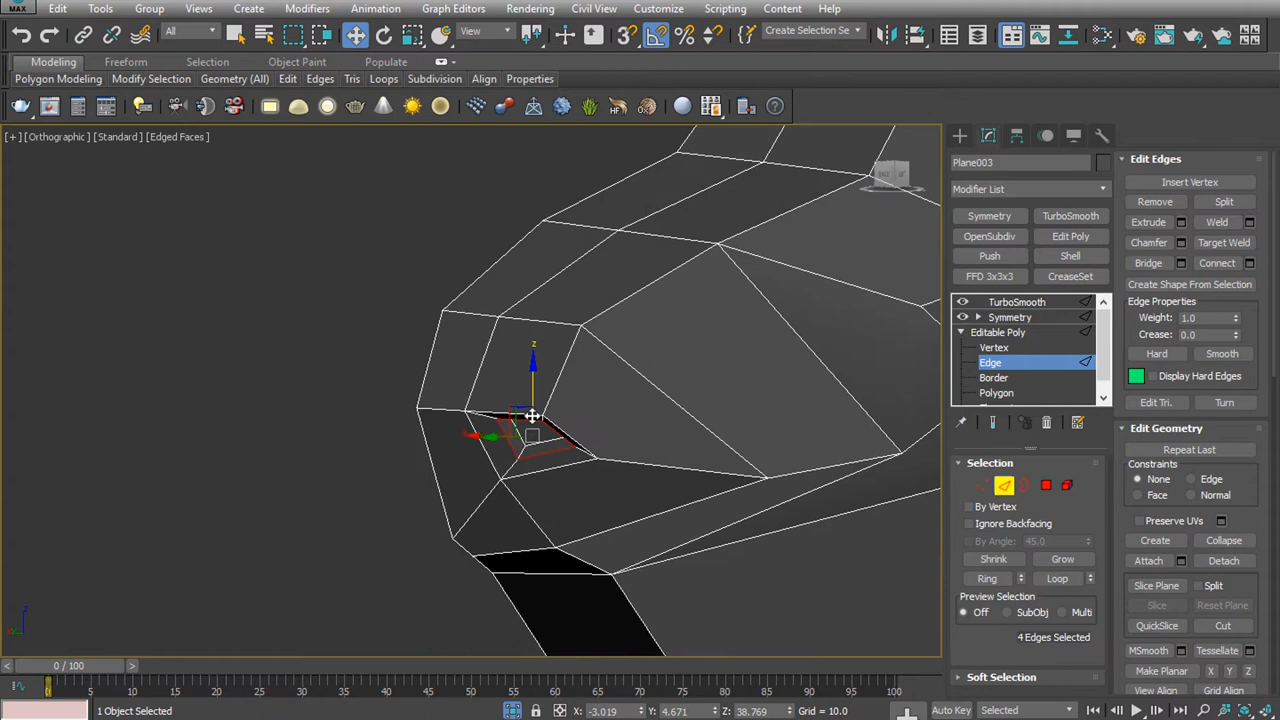 MAX Edit Tools Group Views Create Modifiers Animation Graph Editors Rendering Civil View Customize Scripting Content Help
All View Create Selection Se
Modeling Freeform Selection Object Paint Populate
Polygon Modeling Modify Selection Geometry (All) Edit Edges Tris Loops Subdivision Align Properties
[+] [Orthographic] [Standard] [Edged Faces]
z
z
Plane003
Modifier List
Symmetry TurboSmooth
OpenSubdiv Edit Poly
Push Shell
FFD 3x3x3 CreaseSet
TurboSmooth
Symmetry
Editable Poly
Vertex
Edge
Border
Polygon
Selection
By Vertex
Ignore Backfacing
By Angle: 45.0
Shrink Grow
Ring Loop
Preview Selection
Off SubObj Multi
4 Edges Selected
Soft Selection
Edit Edges
Insert Vertex
Remove Split
Extrude Weld
Chamfer Target Weld
Bridge Connect
Create Shape From Selection
Edge Properties
Weight: 1.0
Crease: 0.0
Hard Smooth
Display Hard Edges
Edit Tri. Turn
Edit Geometry
Repeat Last
Constraints
None Edge
Face Normal
Preserve UVs
Create Collapse
Attach Detach
Slice Plane Split
Slice Reset Plane
QuickSlice Cut
MSmooth Tessellate
Make Planar X Y Z
View Align Grid Align
< 0 / 100 >
5 10 15 20 25 30 35 40 45 50 55 60 65 70 75 80 85 90 95 100
1 Object Selected X: -3.019 Y: 4.671 Z: 38.769 Grid = 10.0 Auto Key Selected